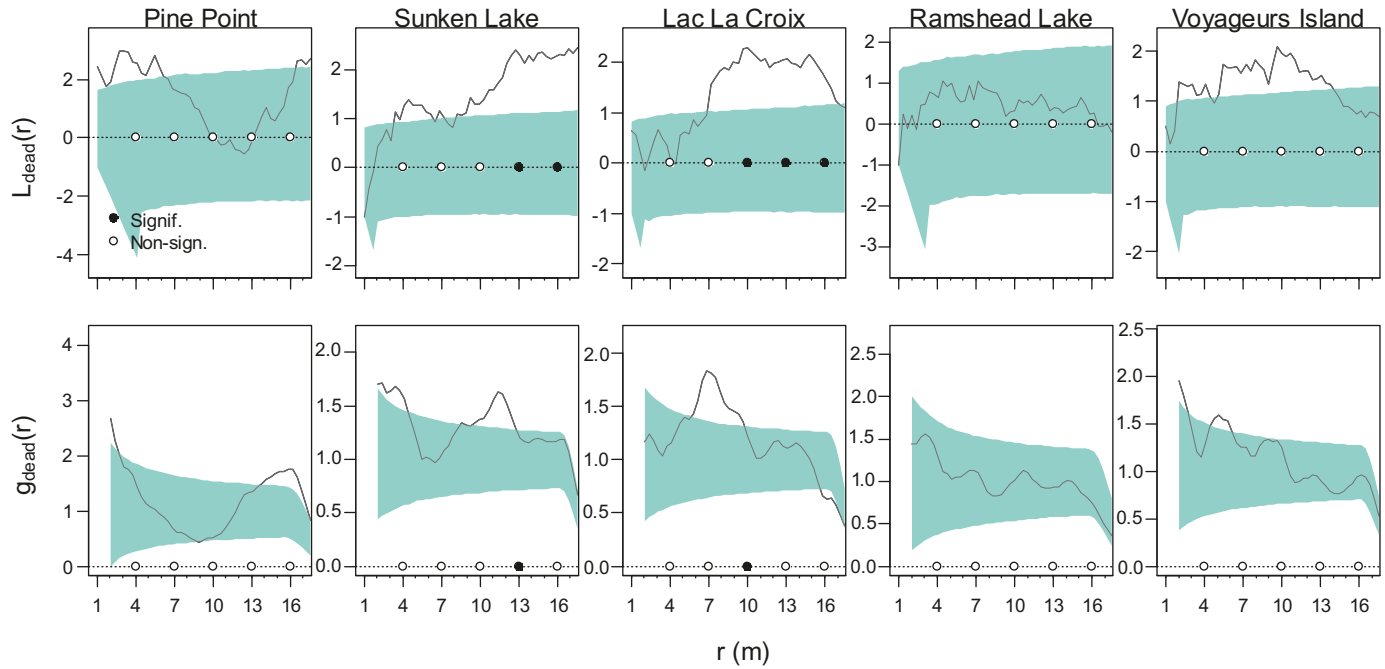 Pine Point Sunken Lake Lac La Croix Ramshead Lake Voyageurs Island
L_dead(r)
2 0 -2 -4
Signif.
Non-sign.
2 1 0 -1 -2
2 1 0 -1 -2
2 1 0 -1 -2 -3
2 1 0 -1 -2
g_dead(r)
4 3 2 1 0
2.0 1.5 1.0 0.5 0.0
2.0 1.5 1.0 0.5 0.0
2.5 2.0 1.5 1.0 0.5 0.0
2.5 2.0 1.5 1.0 0.5 0.0
1 4 7 10 13 16 1 4 7 10 13 16 1 4 7 10 13 16 1 4 7 10 13 16 1 4 7 10 13 16
r (m)